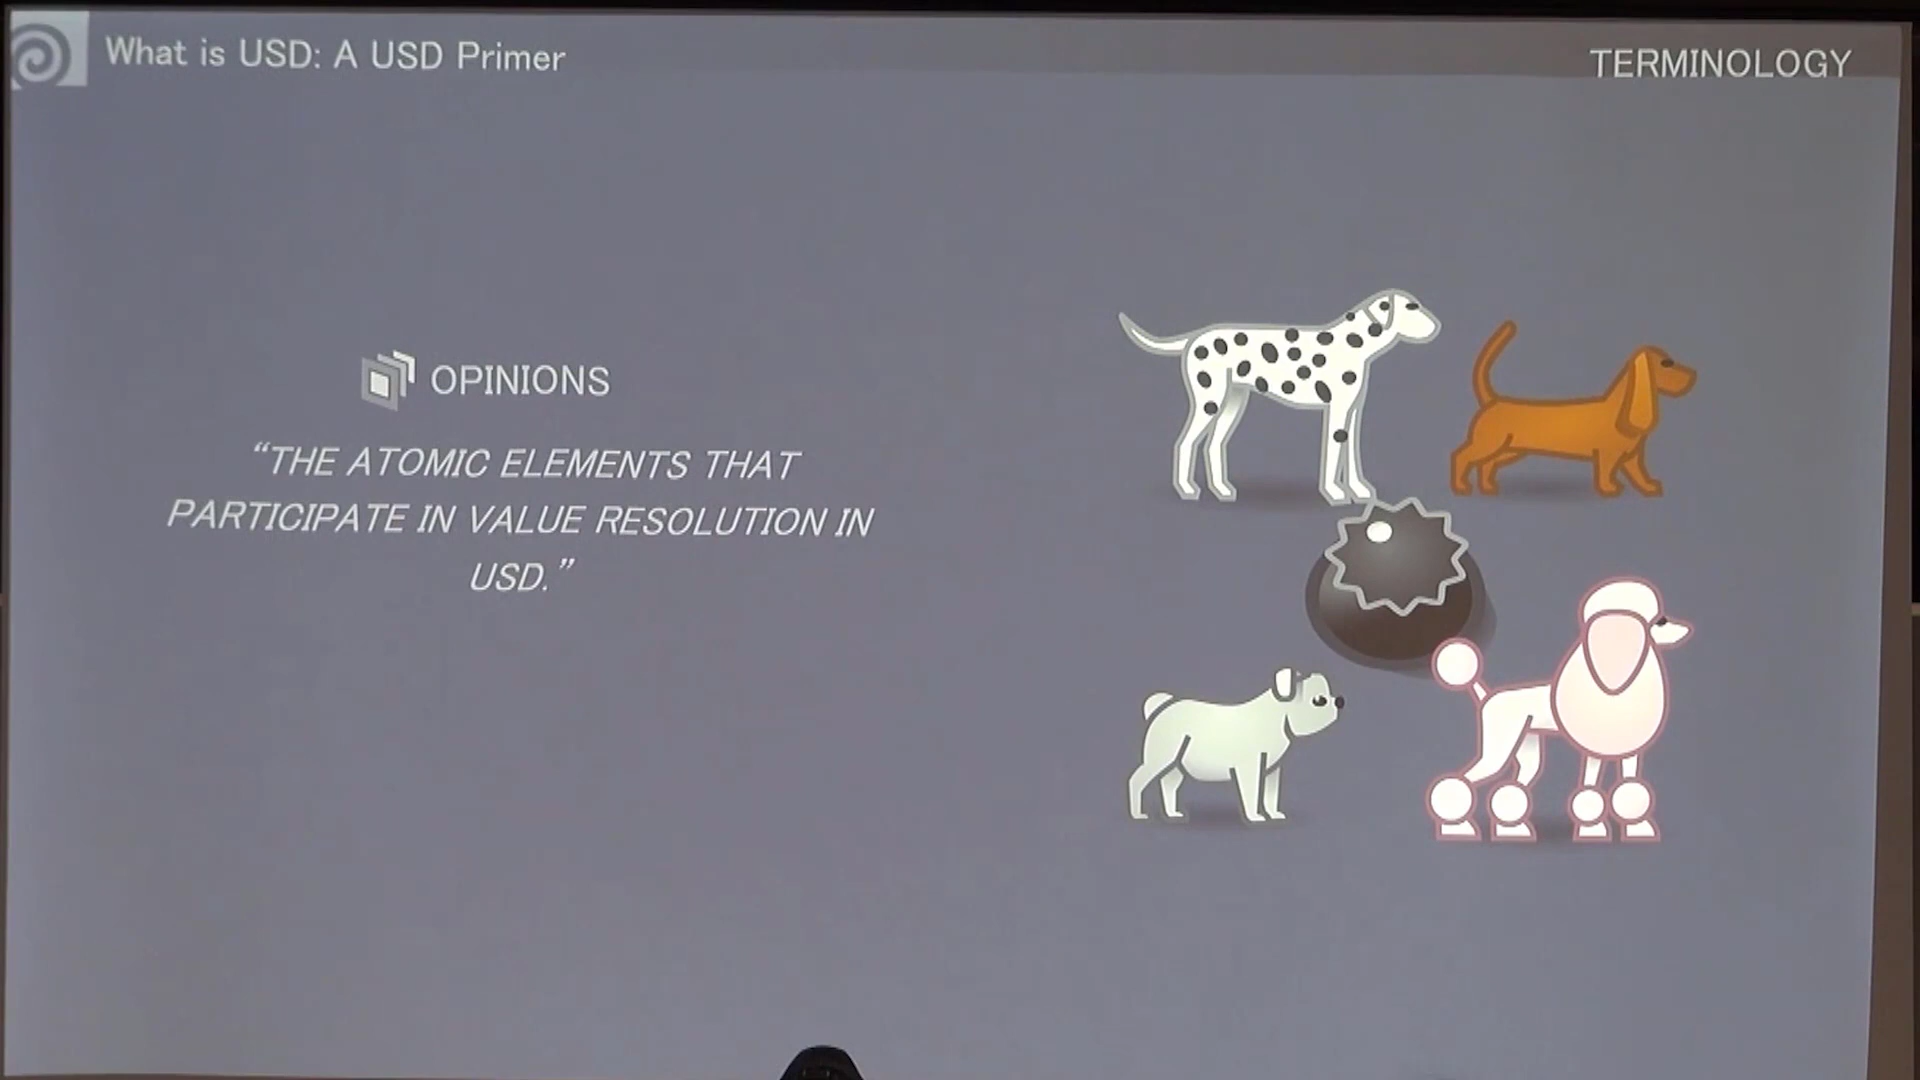 What is USD: A USD Primer
TERMINOLOGY
OPINIONS
“THE ATOMIC ELEMENTS THAT
PARTICIPATE IN VALUE RESOLUTION IN
USD.”